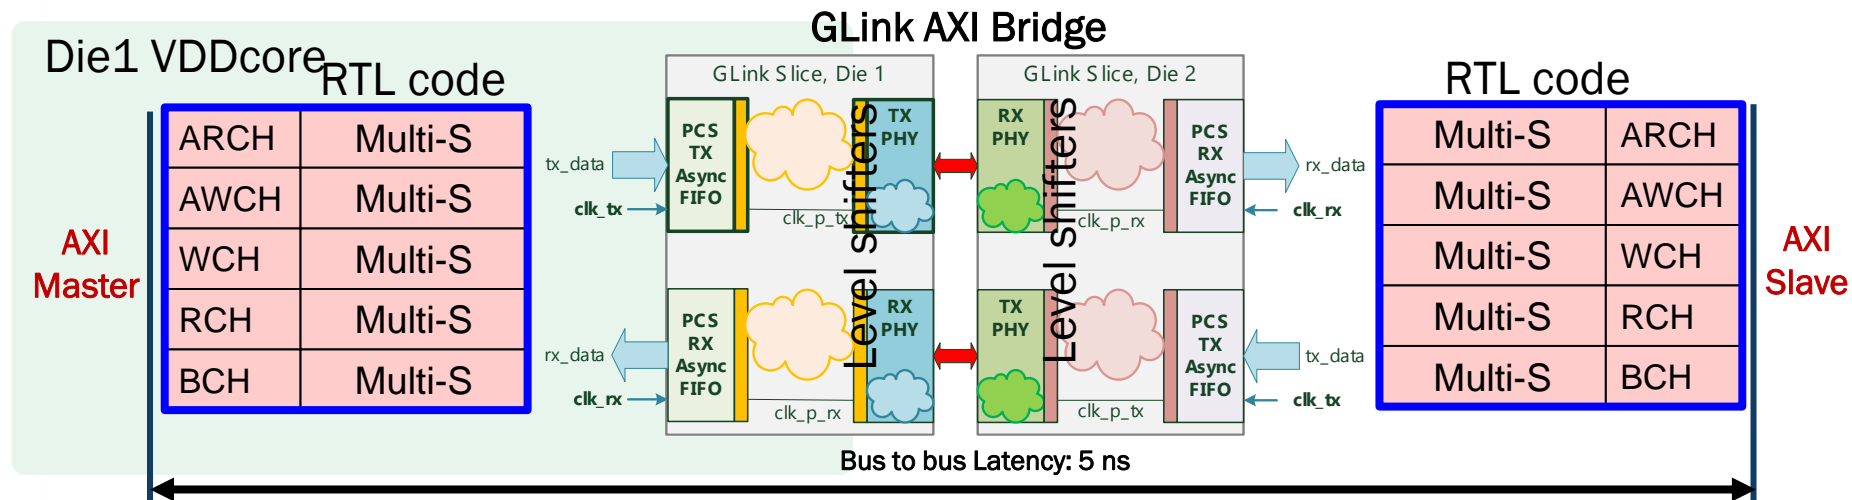 GLink AXI Bridge
Die1 VDDcore
RTL code
ARCH Multi-S
AWCH Multi-S
WCH Multi-S
RCH Multi-S
BCH Multi-S
AXI
Master
GLink Slice, Die 1
tx_data
clk_tx
PCS
TX
Async
FIFO
clk_p_tx
TX
PHY
Level shifters
rx_data
clk_rx
PCS
RX
Async
FIFO
clk_p_rx
RX
PHY
GLink Slice, Die 2
RX
PHY
Level shifters
clk_p_rx
PCS
RX
Async
FIFO
rx_data
clk_rx
TX
PHY
clk_p_tx
PCS
TX
Async
FIFO
tx_data
clk_tx
RTL code
Multi-S ARCH
Multi-S AWCH
Multi-S WCH
Multi-S RCH
Multi-S BCH
AXI
Slave
Bus to bus Latency: 5 ns